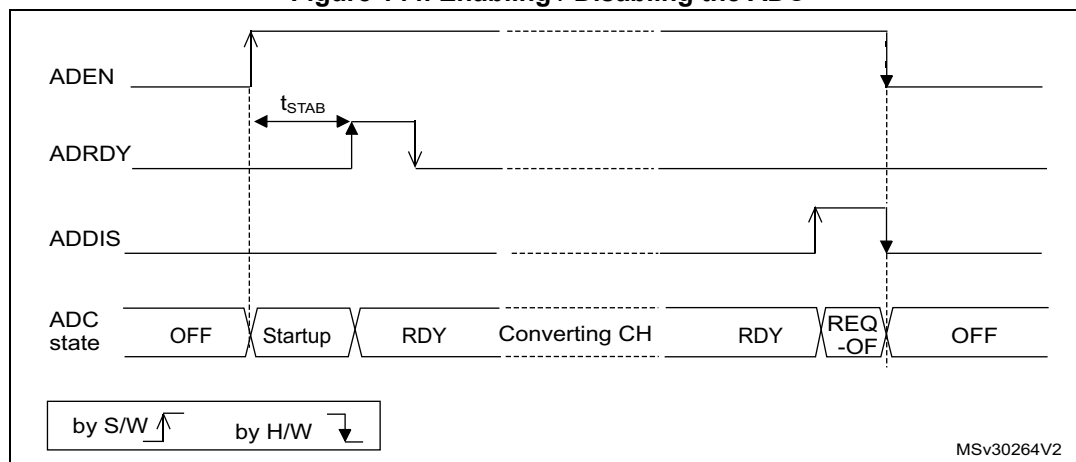 ADEN
tSTAB
ADRDY
ADDIS
ADC
state
OFF
Startup
RDY
Converting CH
RDY
REQ
-OF
OFF
by S/W
by H/W
MSv30264V2